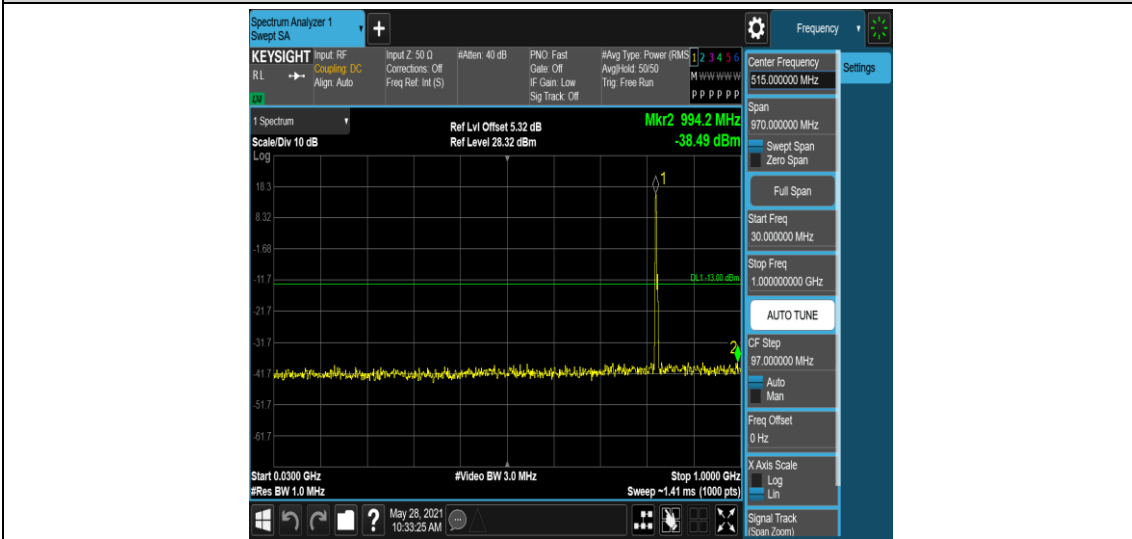 Spectrum Analyzer 1
Swept SA
+
Frequency
KEYSIGHT
RL
Input: RF
Coupling: DC
Align: Auto
Input Z: 50 Ω
Corrections: Off
Freq Ref: Int (S)
#Atten: 40 dB
PNO: Fast
Gate: Off
IF Gain: Low
Sig Track: Off
#Avg Type: Power (RMS
Avg|Hold: 50/50
Trig: Free Run
1 2 3 4 5 6
M W W W W W
P P P P P P
1 Spectrum
Scale/Div 10 dB
Log
Ref Lvl Offset 5.32 dB
Ref Level 28.32 dBm
Mkr2 994.2 MHz
-38.49 dBm
18.3
8.32
-1.68
-11.7
-21.7
-31.7
-41.7
-51.7
-61.7
1
DL1 -13.00 dBm
2
Start 0.0300 GHz
#Res BW 1.0 MHz
#Video BW 3.0 MHz
Stop 1.0000 GHz
Sweep ~1.41 ms (1000 pts)
?
May 28, 2021
10:33:25 AM
Center Frequency
515.000000 MHz
Span
970.000000 MHz
Swept Span
Zero Span
Full Span
Start Freq
30.000000 MHz
Stop Freq
1.000000000 GHz
AUTO TUNE
CF Step
97.000000 MHz
Auto
Man
Freq Offset
0 Hz
X Axis Scale
Log
Lin
Signal Track
(Span Zoom)
Settings